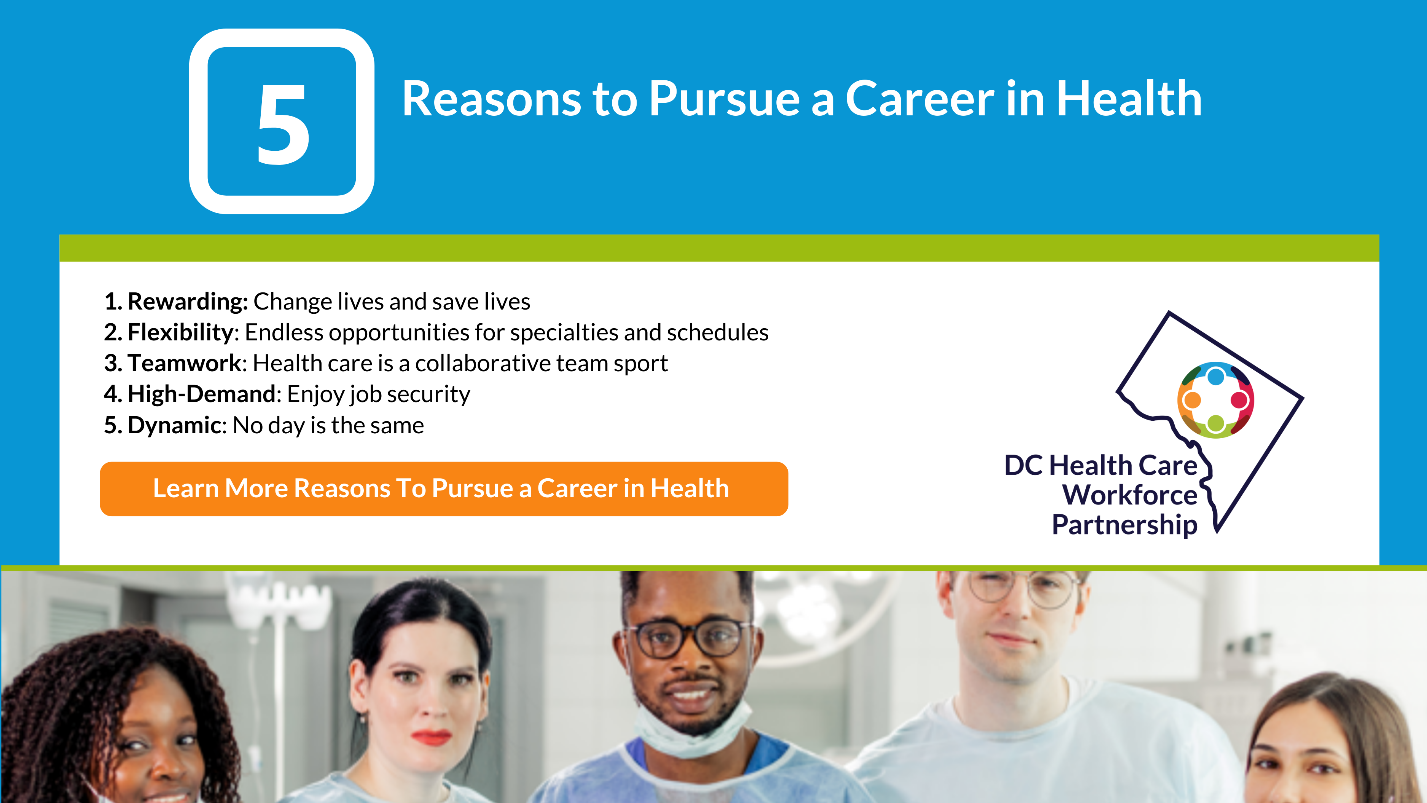 5
Reasons to Pursue a Career in Health
1. Rewarding: Change lives and save lives
2. Flexibility: Endless opportunities for specialties and schedules
3. Teamwork: Health care is a collaborative team sport
4. High-Demand: Enjoy job security
5. Dynamic: No day is the same
Learn More Reasons To Pursue a Career in Health
DC Health Care
Workforce
Partnership